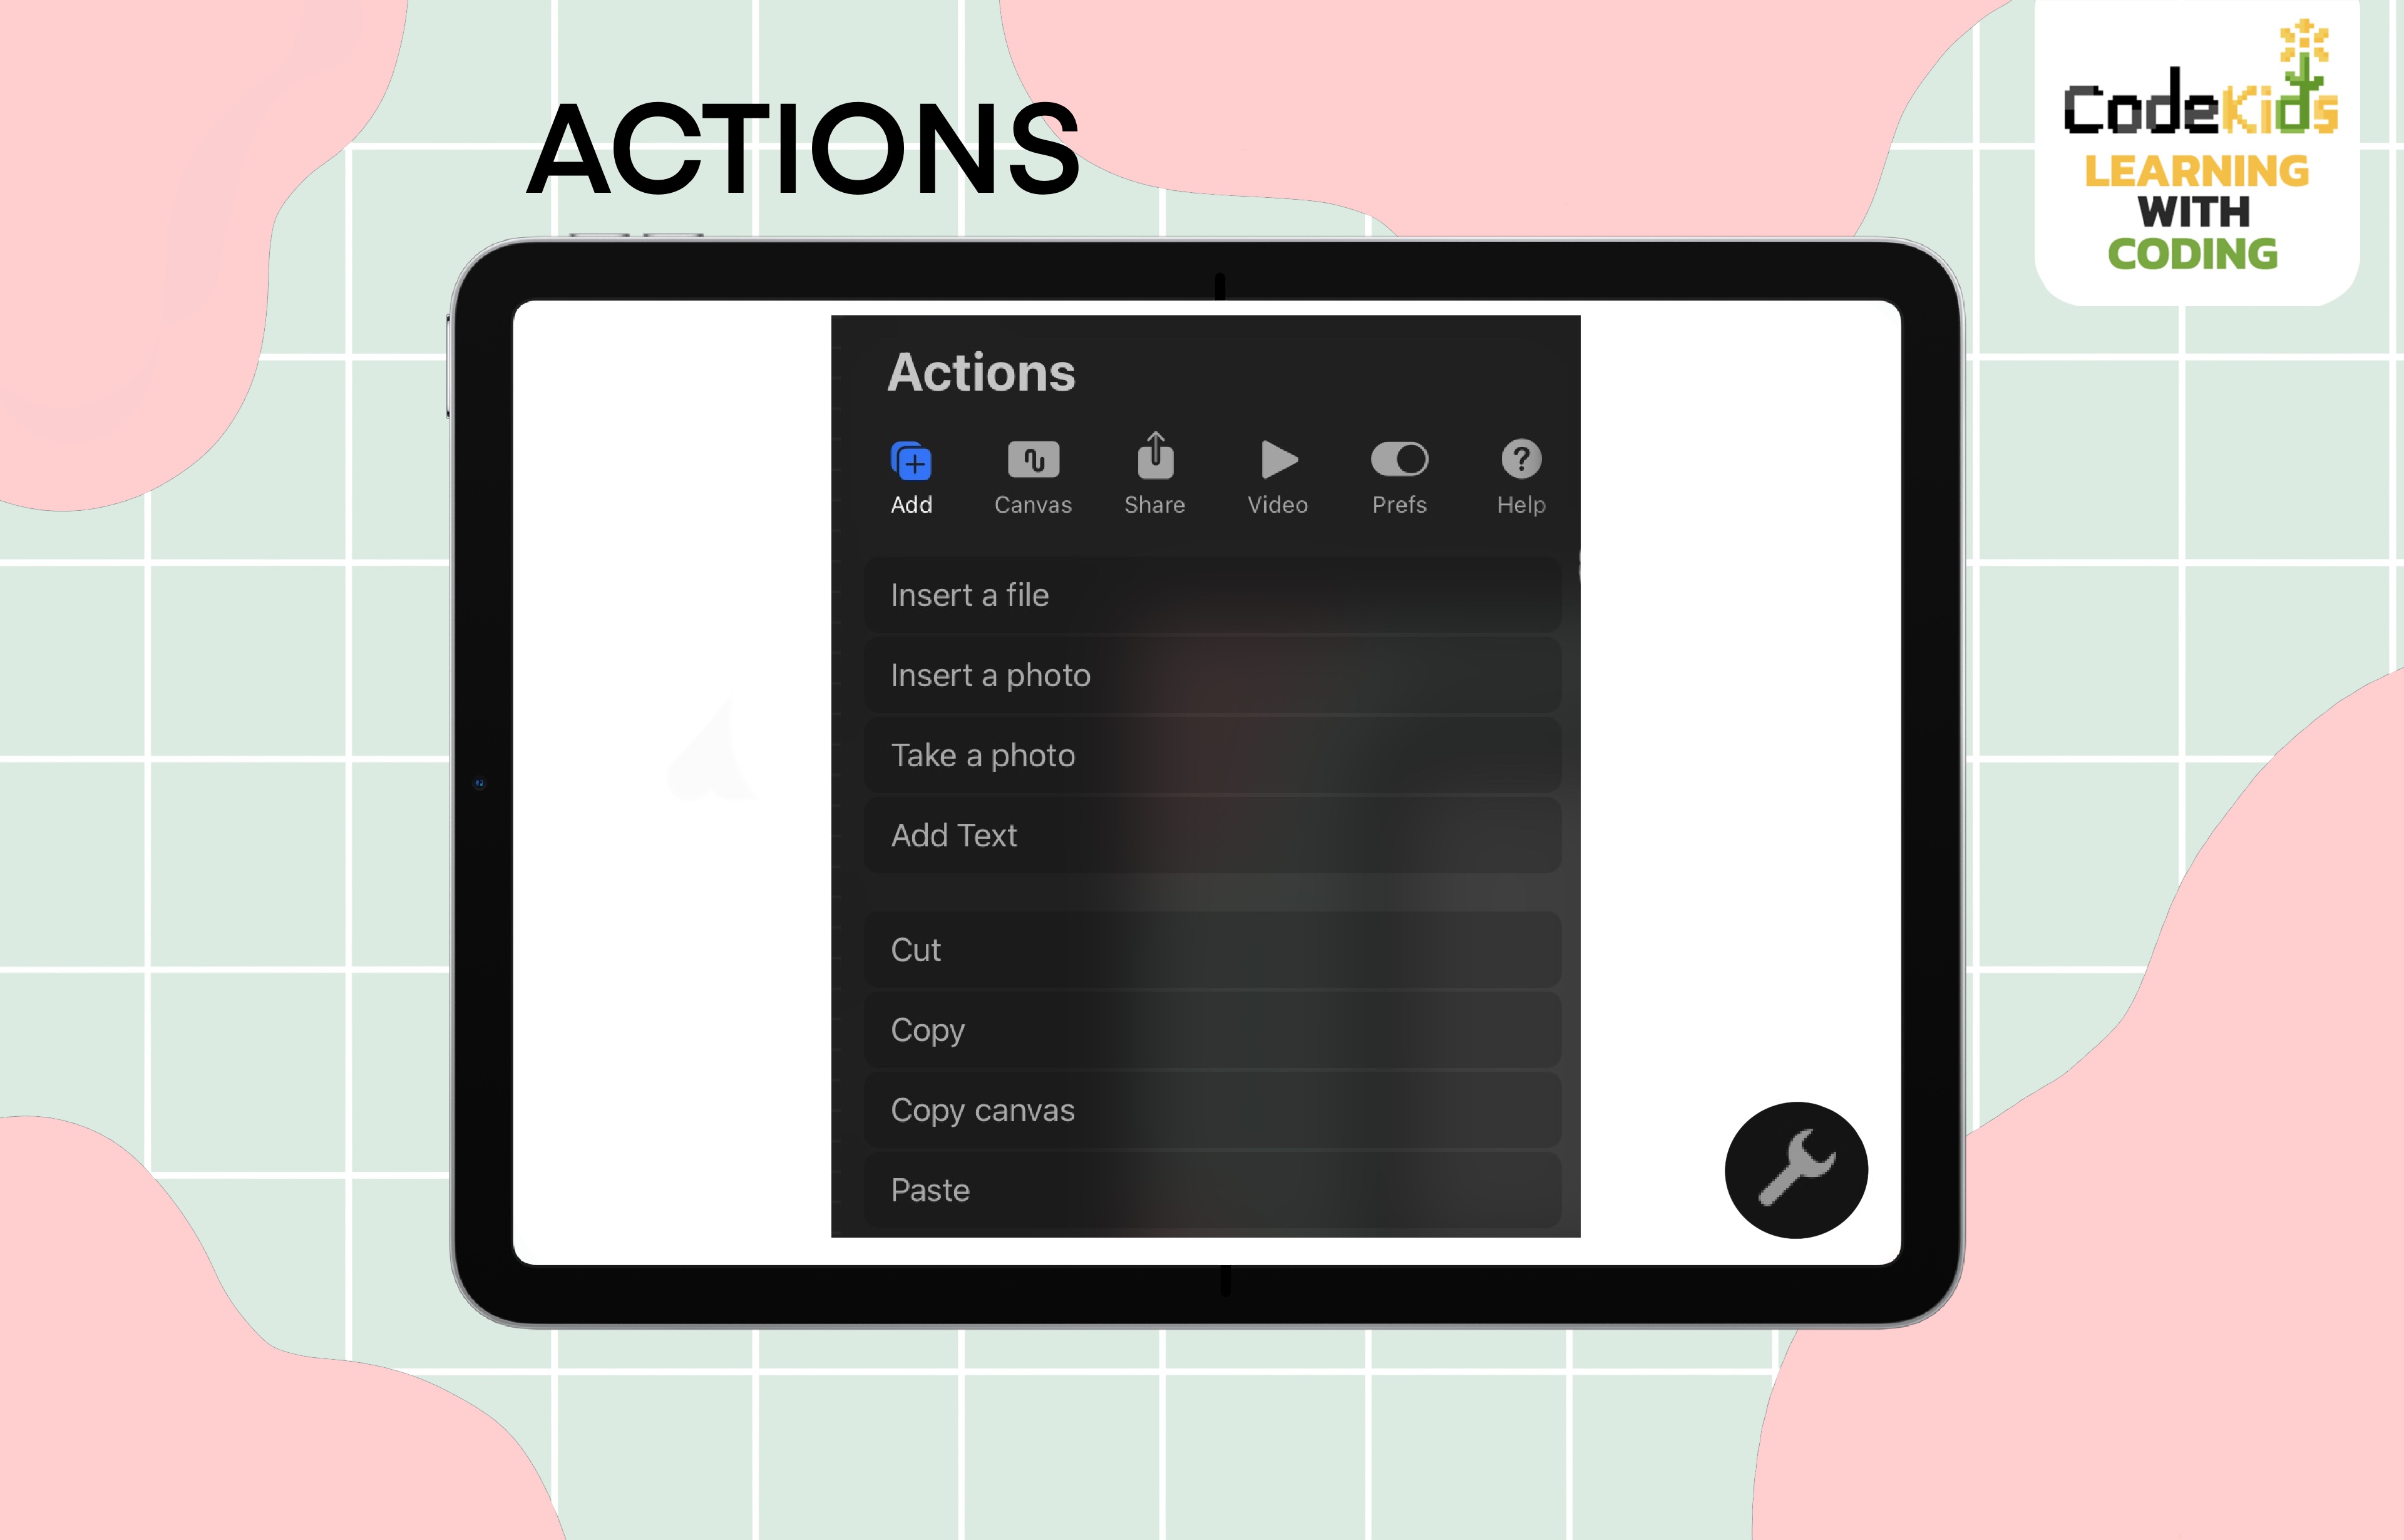 ACTIONS
CodeKids
LEARNING
WITH
CODING
Actions
Add Canvas Share Video Prefs Help
Insert a file
Insert a photo
Take a photo
Add Text
Cut
Copy
Copy canvas
Paste